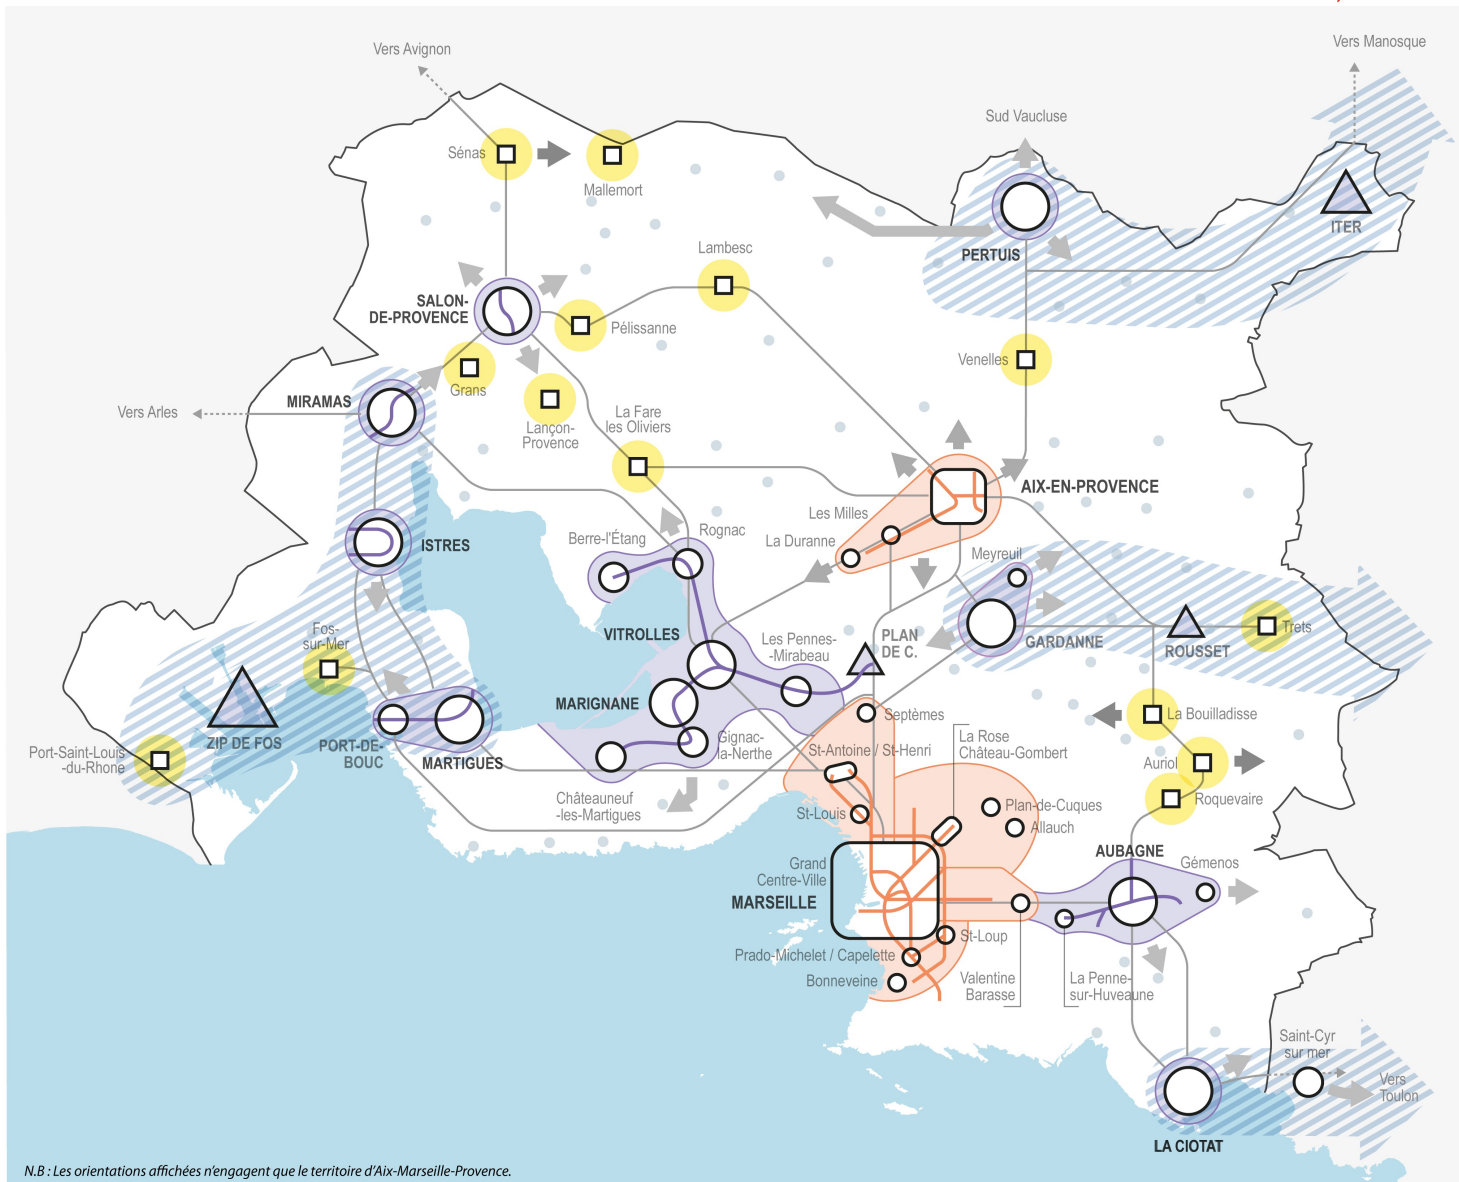 Vers Avignon
Vers Manosque
Sud Vaucluse
Sénas
Mallemort
ITER
PERTUIS
Lambesc
SALON-
DE-PROVENCE
Pélissanne
Venelles
Grans
MIRAMAS
Vers Arles
Lançon-
Provence
La Fare
les Oliviers
AIX-EN-PROVENCE
Les Milles
La Duranne
Rognac
Berre-l'Étang
ISTRES
Meyreuil
VITROLLES
Les Pennes-
-Mirabeau
PLAN
DE C.
GARDANNE
ROUSSET
Trets
Fos-
sur-Mer
MARIGNANE
Septèmes
La Bouilladisse
ZIP DE FOS
PORT-DE-
BOUC
MARTIGUES
Gignac-
la-Nerthe
St-Antoine / St-Henri
La Rose
Château-Gombert
Port-Saint-Louis
-du-Rhone
Auriol
Roquevaire
Châteauneuf
-les-Martigues
St-Louis
Plan-de-Cuques
Allauch
AUBAGNE
Gémenos
Grand
Centre-Ville
MARSEILLE
St-Loup
Prado-Michelet / Capelette
Bonneveine
Valentine
Barasse
La Penne-
sur-Huveaune
Saint-Cyr
sur mer
Vers
Toulon
LA CIOTAT
N.B : Les orientations affichées n'engagent que le territoire d'Aix-Marseille-Provence.